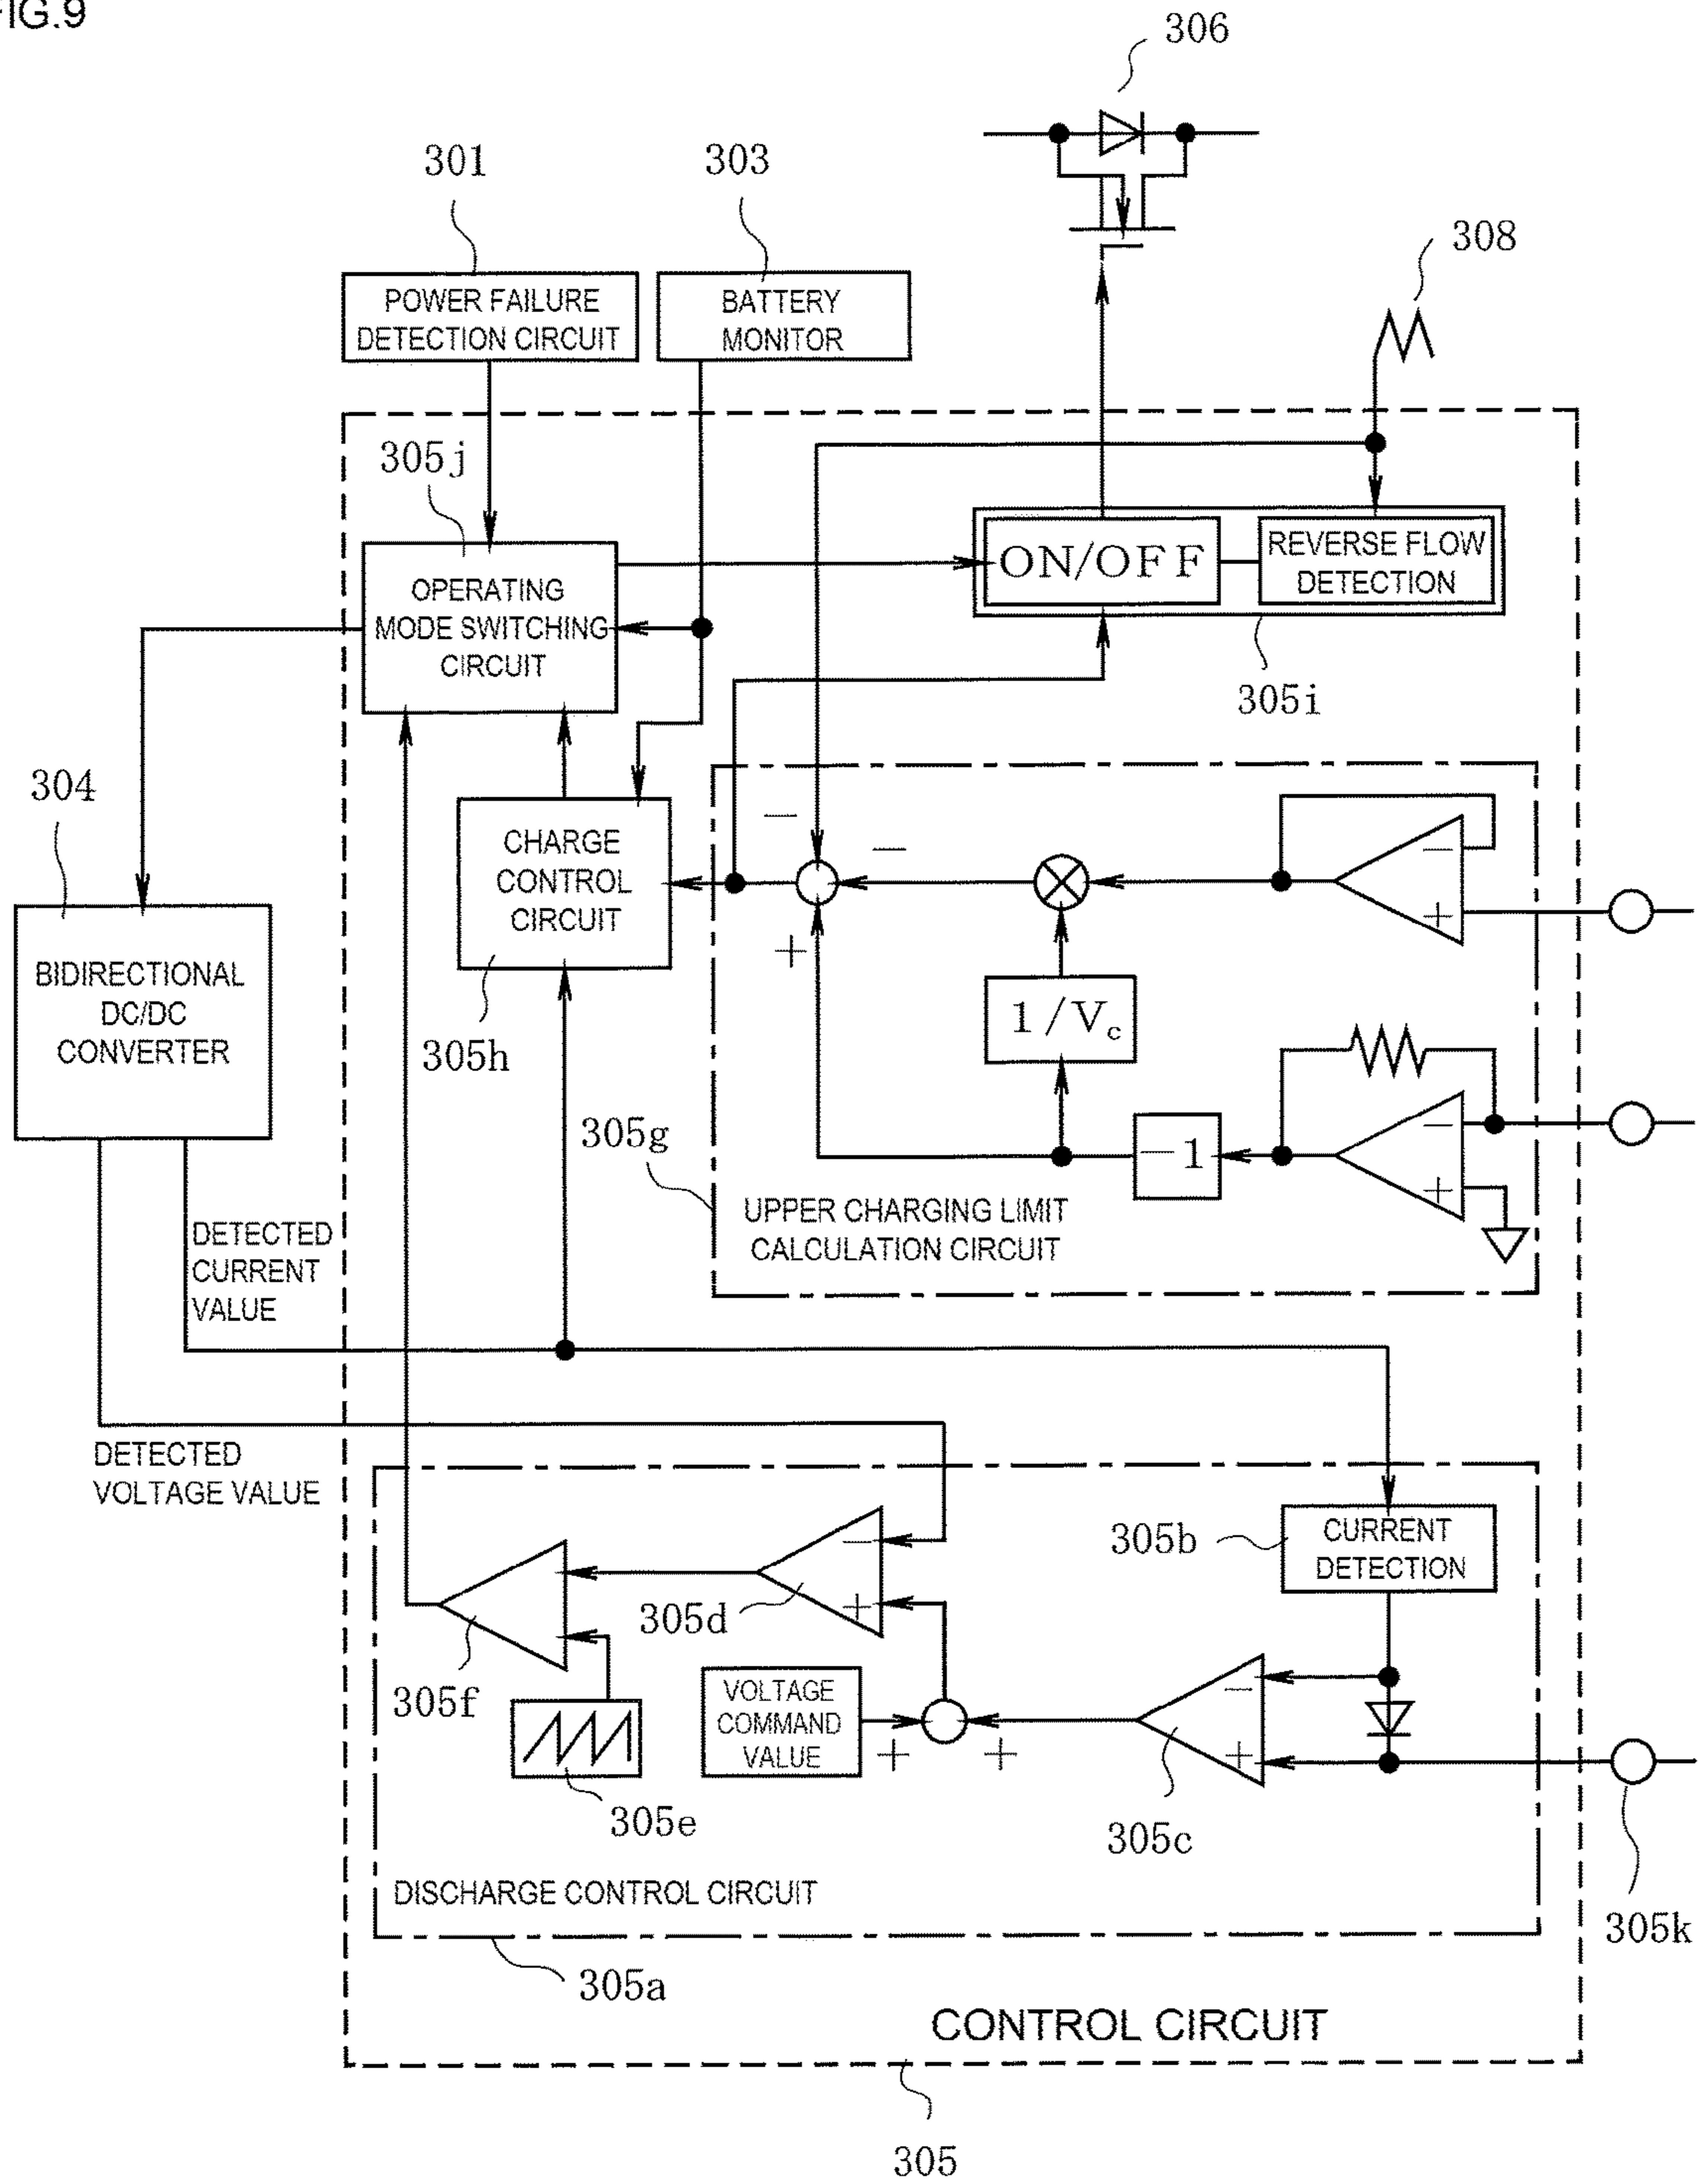 FIG.9
306
301
303
308
POWER FAILURE
DETECTION CIRCUIT
BATTERY
MONITOR
305j
ON/OFF
REVERSE FLOW
DETECTION
OPERATING
MODE SWITCHING
CIRCUIT
305i
304
CHARGE
CONTROL
CIRCUIT
−
−
−
+
+
BIDIRECTIONAL
DC/DC
CONVERTER
1/Vc
305h
305g
−1
−
+
UPPER CHARGING LIMIT
CALCULATION CIRCUIT
DETECTED
CURRENT
VALUE
DETECTED
VOLTAGE VALUE
305b
CURRENT
DETECTION
−
+
305d
305f
VOLTAGE
COMMAND
VALUE
+
+
−
+
305e
305c
DISCHARGE CONTROL CIRCUIT
305k
305a
CONTROL CIRCUIT
305